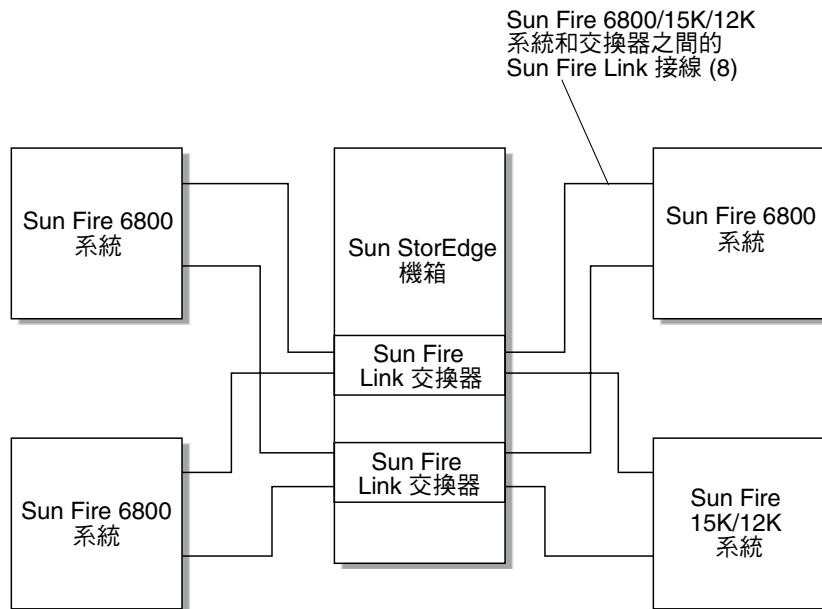 Sun Fire 6800/15K/12K
系統和交換器之間的
Sun Fire Link 接線 (8)
Sun Fire 6800
系統
Sun StorEdge
機箱
Sun Fire 6800
系統
Sun Fire
Link 交換器
Sun Fire
Link 交換器
Sun Fire 6800
系統
Sun Fire
15K/12K
系統